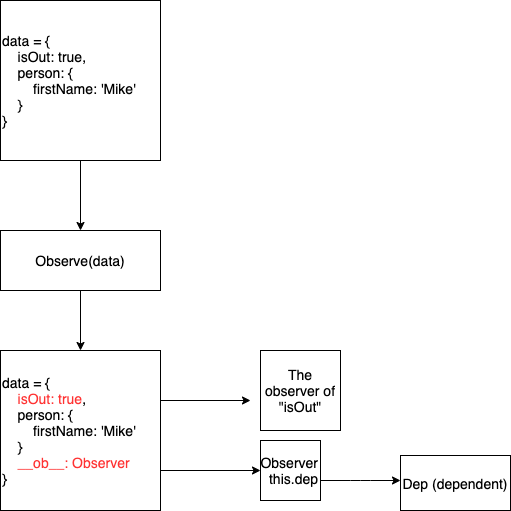 data = {
isOut: true,
person: {
firstName: 'Mike'
}
}
Observe(data)
data = {
isOut: true,
person: {
firstName: 'Mike'
}
__ob__: Observer
}
The
observer of
"isOut"
Observer
this.dep
Dep (dependent)